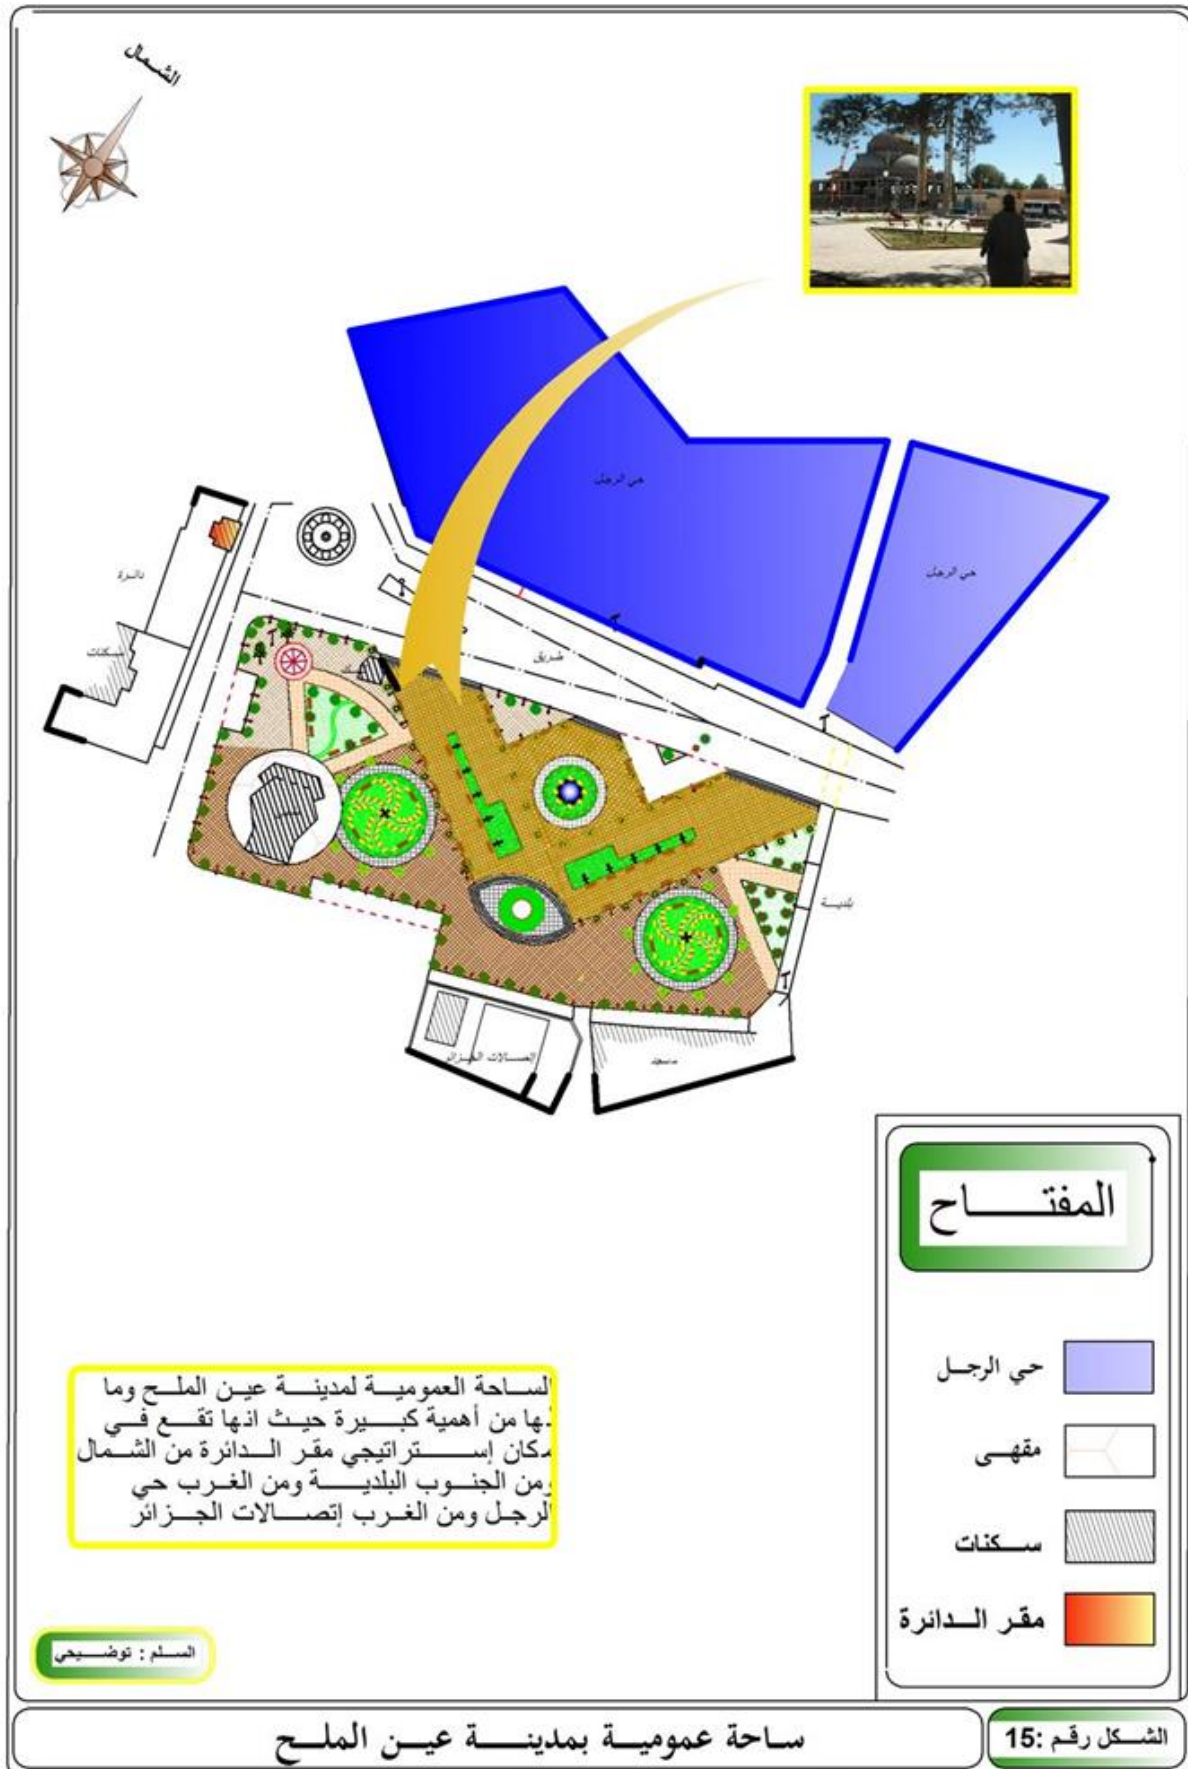 الشمال
حي الرجل
حي الرجل
دائرة
سكنات
طريق
بلدية
اتصالات الجزائر
مسجد
المفتاح
حي الرجل
مقهى
سكنات
مقر الدائرة
الساحة العمومية لمدينة عين الملح وما
لها من أهمية كبيرة حيث انها تقع في
مكان إستراتيجي مقر الدائرة من الشمال
ومن الجنوب البلدية ومن الغرب حي
الرجل ومن الغرب إتصالات الجزائر
السلم : توضيحي
ساحة عمومية بمدينة عين الملح
الشكل رقم :15